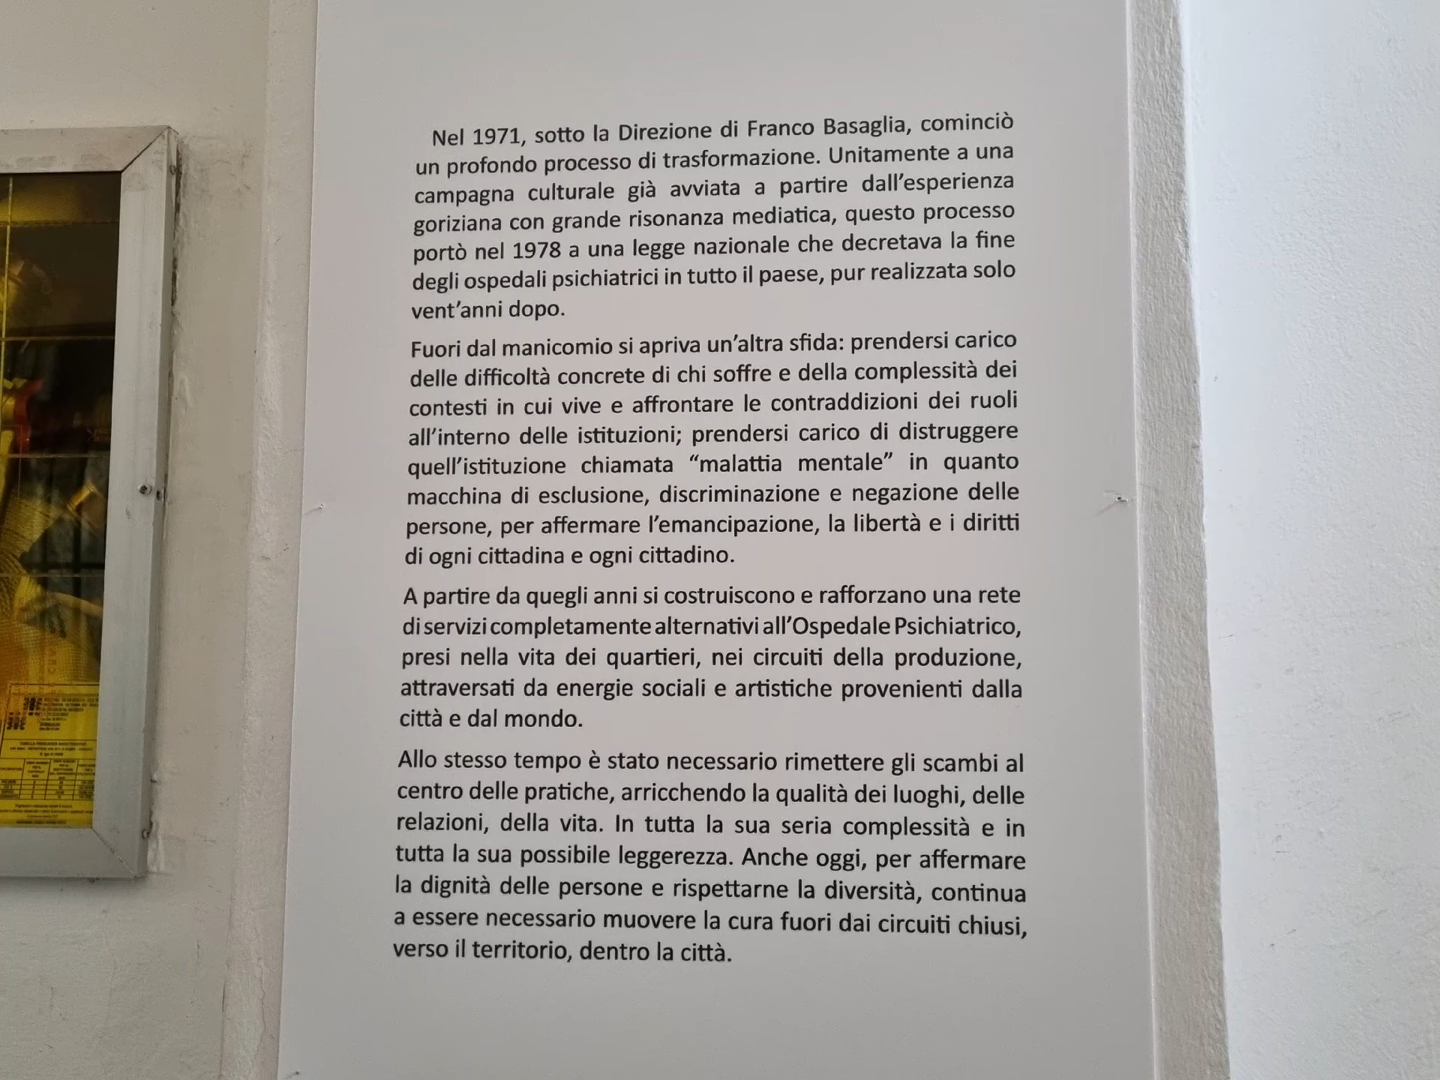 Nel 1971, sotto la Direzione di Franco Basaglia, cominciò
un profondo processo di trasformazione. Unitamente a una
campagna culturale già avviata a partire dall'esperienza
goriziana con grande risonanza mediatica, questo processo
portò nel 1978 a una legge nazionale che decretava la fine
degli ospedali psichiatrici in tutto il paese, pur realizzata solo
vent'anni dopo.
Fuori dal manicomio si apriva un'altra sfida: prendersi carico
delle difficoltà concrete di chi soffre e della complessità dei
contesti in cui vive e affrontare le contraddizioni dei ruoli
all'interno delle istituzioni; prendersi carico di distruggere
quell'istituzione chiamata “malattia mentale” in quanto
macchina di esclusione, discriminazione e negazione delle
persone, per affermare l'emancipazione, la libertà e i diritti
di ogni cittadina e ogni cittadino.
A partire da quegli anni si costruiscono e rafforzano una rete
di servizi completamente alternativi all'Ospedale Psichiatrico,
presi nella vita dei quartieri, nei circuiti della produzione,
attraversati da energie sociali e artistiche provenienti dalla
città e dal mondo.
Allo stesso tempo è stato necessario rimettere gli scambi al
centro delle pratiche, arricchendo la qualità dei luoghi, delle
relazioni, della vita. In tutta la sua seria complessità e in
tutta la sua possibile leggerezza. Anche oggi, per affermare
la dignità delle persone e rispettarne la diversità, continua
a essere necessario muovere la cura fuori dai circuiti chiusi,
verso il territorio, dentro la città.